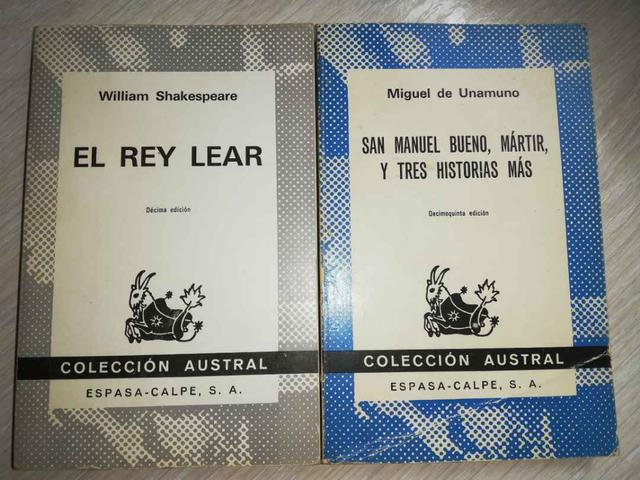 William Shakespeare
EL REY LEAR
Décima edición
COLECCIÓN AUSTRAL
ESPASA-CALPE, S. A.
Miguel de Unamuno
SAN MANUEL BUENO, MÁRTIR,
Y TRES HISTORIAS MÁS
Decimoquinta edición
COLECCIÓN AUSTRAL
ESPASA-CALPE, S. A.